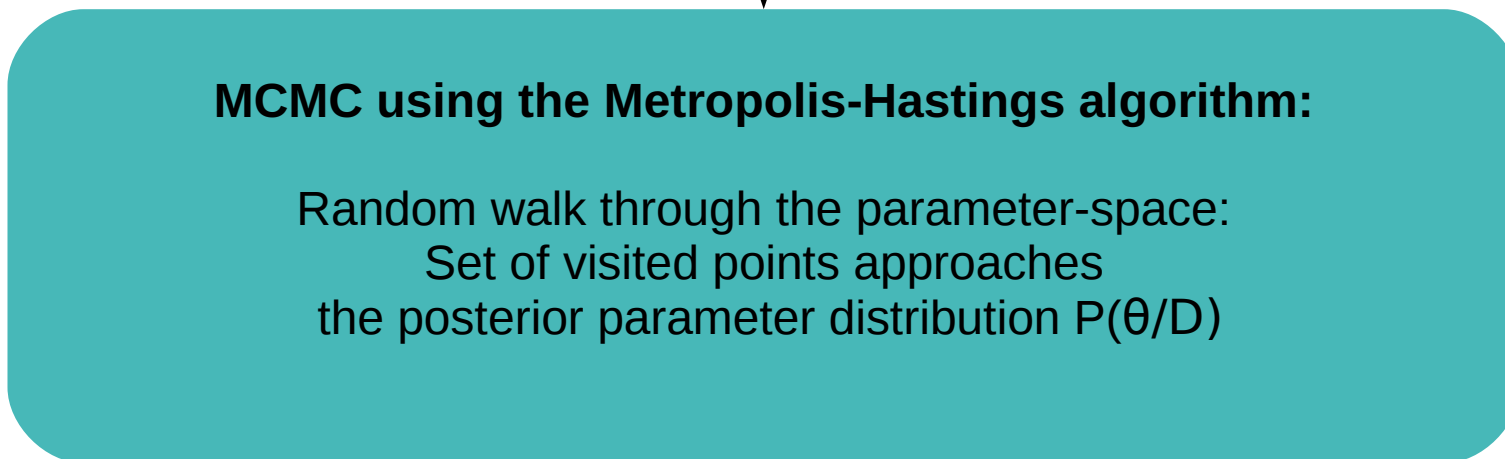 MCMC using the Metropolis-Hastings algorithm:
Random walk through the parameter-space:
Set of visited points approaches
the posterior parameter distribution P(θ/D)